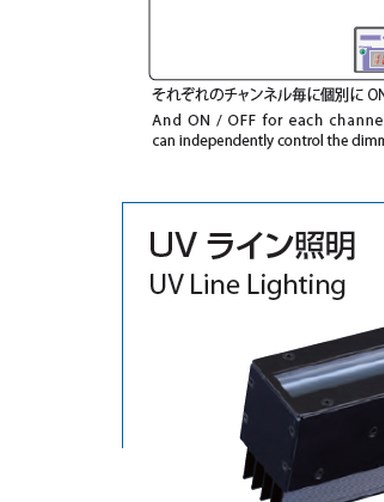 それぞれのチャンネル毎に個別に ON
And ON / OFF for each channe
can independently control the dimm
UV ライン照明
UV Line Lighting